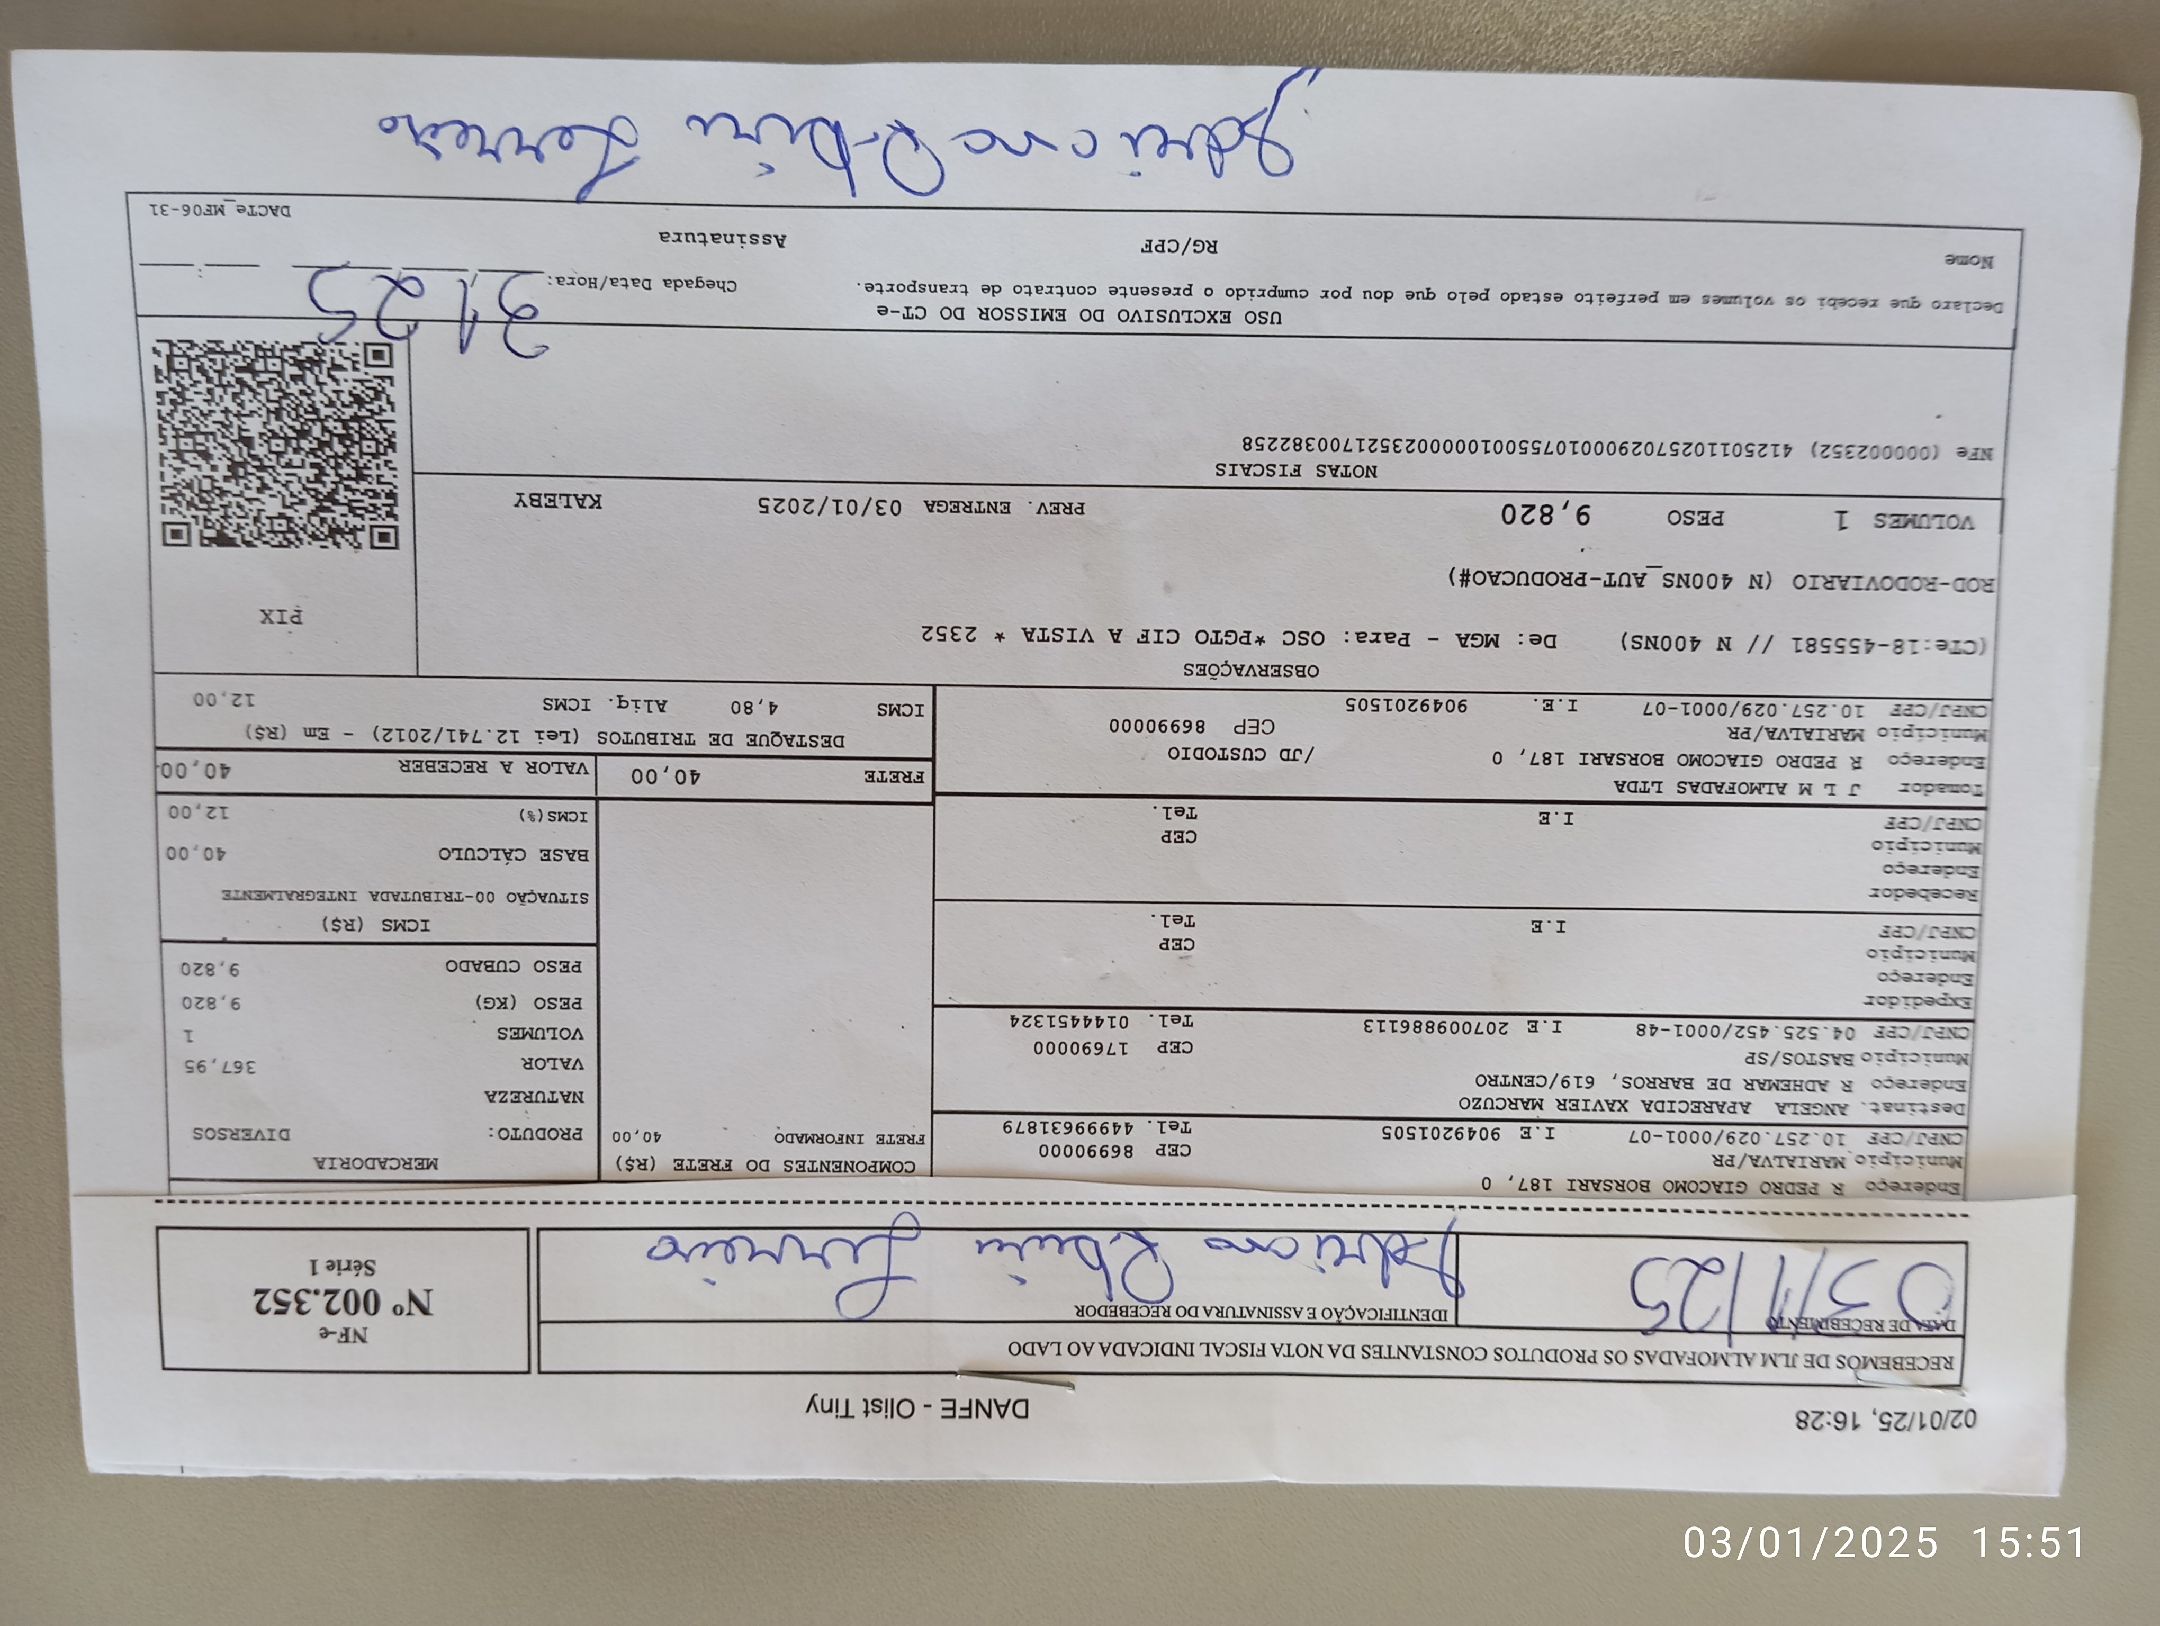 02/01/25, 16:28
DANFE - Olist Tiny
RECEBEMOS DE JLM ALMOFADAS OS PRODUTOS CONSTANTES DA NOTA FISCAL INDICADA AO LADO
DATA DE RECEBIMENTO
03/1/25
IDENTIFICAÇÃO E ASSINATURA DO RECEBEDOR
NF-e
Nº 002.352
Série 1
Endereço R PEDRO GIACOMO BORSARI 187, 0
Município MARIALVA/PR CEP 86990000
CNPJ/CPF 10.257.029/0001-07 I.E 9049201505 Tel. 44999631879
Destinat. ANGELA APARECIDA XAVIER MARCUZO
Endereço R ADHEMAR DE BARROS, 619/CENTRO
Município BASTOS/SP CEP 17690000
CNPJ/CPF 04.525.452/0001-48 I.E 207009886113 Tel. 0144451324
Expedidor
Endereço
Município CEP
CNPJ/CPF I.E Tel.
Recebedor
Endereço
Município CEP
CNPJ/CPF I.E Tel.
Tomador J L M ALMOFADAS LTDA
Endereço R PEDRO GIACOMO BORSARI 187, 0 /JD CUSTODIO
Município MARIALVA/PR CEP 86990000
CNPJ/CPF 10.257.029/0001-07 I.E. 9049201505
COMPONENTES DO FRETE (R$)
FRETE INFORMADO 40,00
MERCADORIA
PRODUTO: DIVERSOS
NATUREZA
VALOR 367,95
VOLUMES 1
PESO (KG) 9,820
PESO CUBADO 9,820
ICMS (R$)
SITUAÇÃO 00-TRIBUTADA INTEGRALMENTE
BASE CÁLCULO 40,00
ICMS(%) 12,00
FRETE 40,00 VALOR A RECEBER 40,00
DESTAQUE DE TRIBUTOS (Lei 12.741/2012) - Em (R$)
ICMS 4,80 Aliq. ICMS 12,00
OBSERVAÇÕES
(CTe:18-455581 // N 400NS) De: MGA - Para: OSC *PGTO CIF A VISTA * 2352
ROD-RODOVIARIO (N 400NS_AUT-PRODUCAO#)
PIX
VOLUMES 1 PESO 9,820 PREV. ENTREGA 03/01/2025 KALEBY
NOTAS FISCAIS
NFe (000002352) 41250110257029000107550010000023521700382258
USO EXCLUSIVO DO EMISSOR DO CT-e
Declaro que recebi os volumes em perfeito estado pelo que dou por cumprido o presente contrato de transporte.
Chegada Data/Hora: 3 1 25
Nome RG/CPF Assinatura
DACTe_MF06-31
03/01/2025 15:51